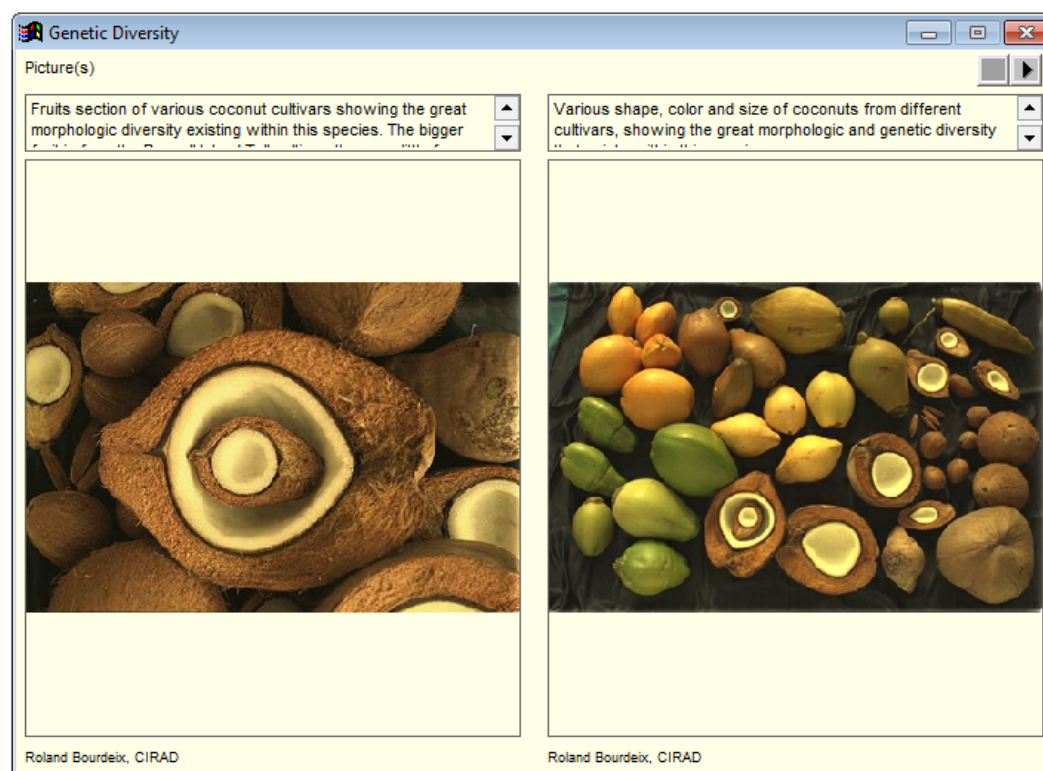 Genetic Diversity
Picture(s)
Fruits section of various coconut cultivars showing the great
morphologic diversity existing within this species. The bigger
Various shape, color and size of coconuts from different
cultivars, showing the great morphologic and genetic diversity
Roland Bourdeix, CIRAD
Roland Bourdeix, CIRAD